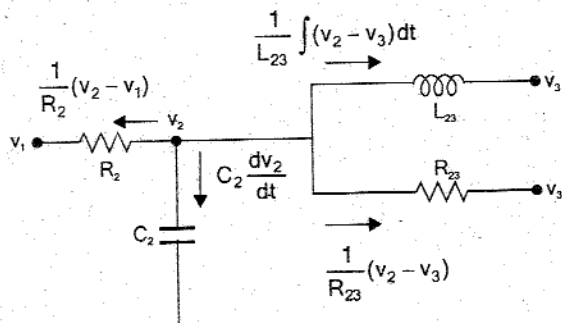 1/L₂₃ ∫(v₂ – v₃)dt
1/R₂ (v₂ – v₁)
v₃
L₂₃
v₁
v₂
R₂
C₂ dv₂/dt
R₂₃
v₃
C₂
1/R₂₃ (v₂ – v₃)